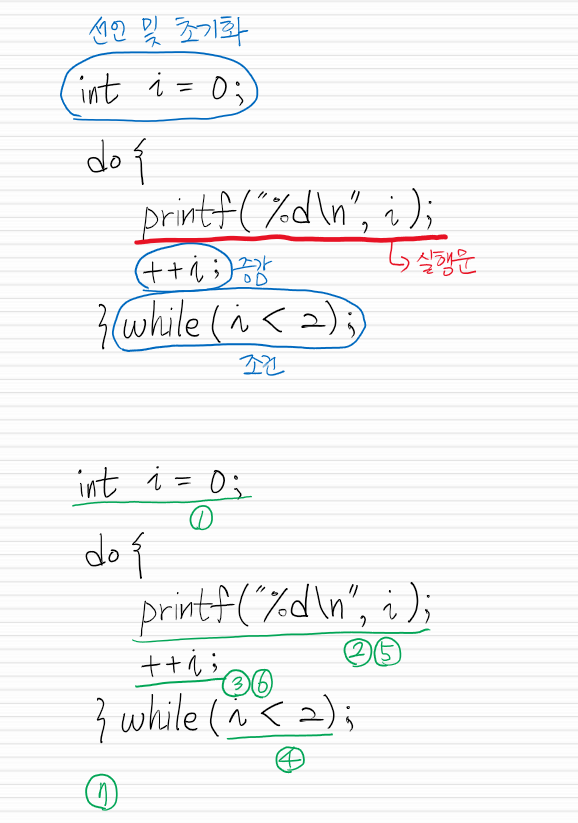 선언 및 초기화
int i = 0;
do {
printf("%d\n", i);
++i; 증감 ↳ 실행문
} while(i < 2);
조건
int i = 0;
①
do {
printf("%d\n", i);
②⑤
++i;
③⑥
} while(i < 2);
④
⑦